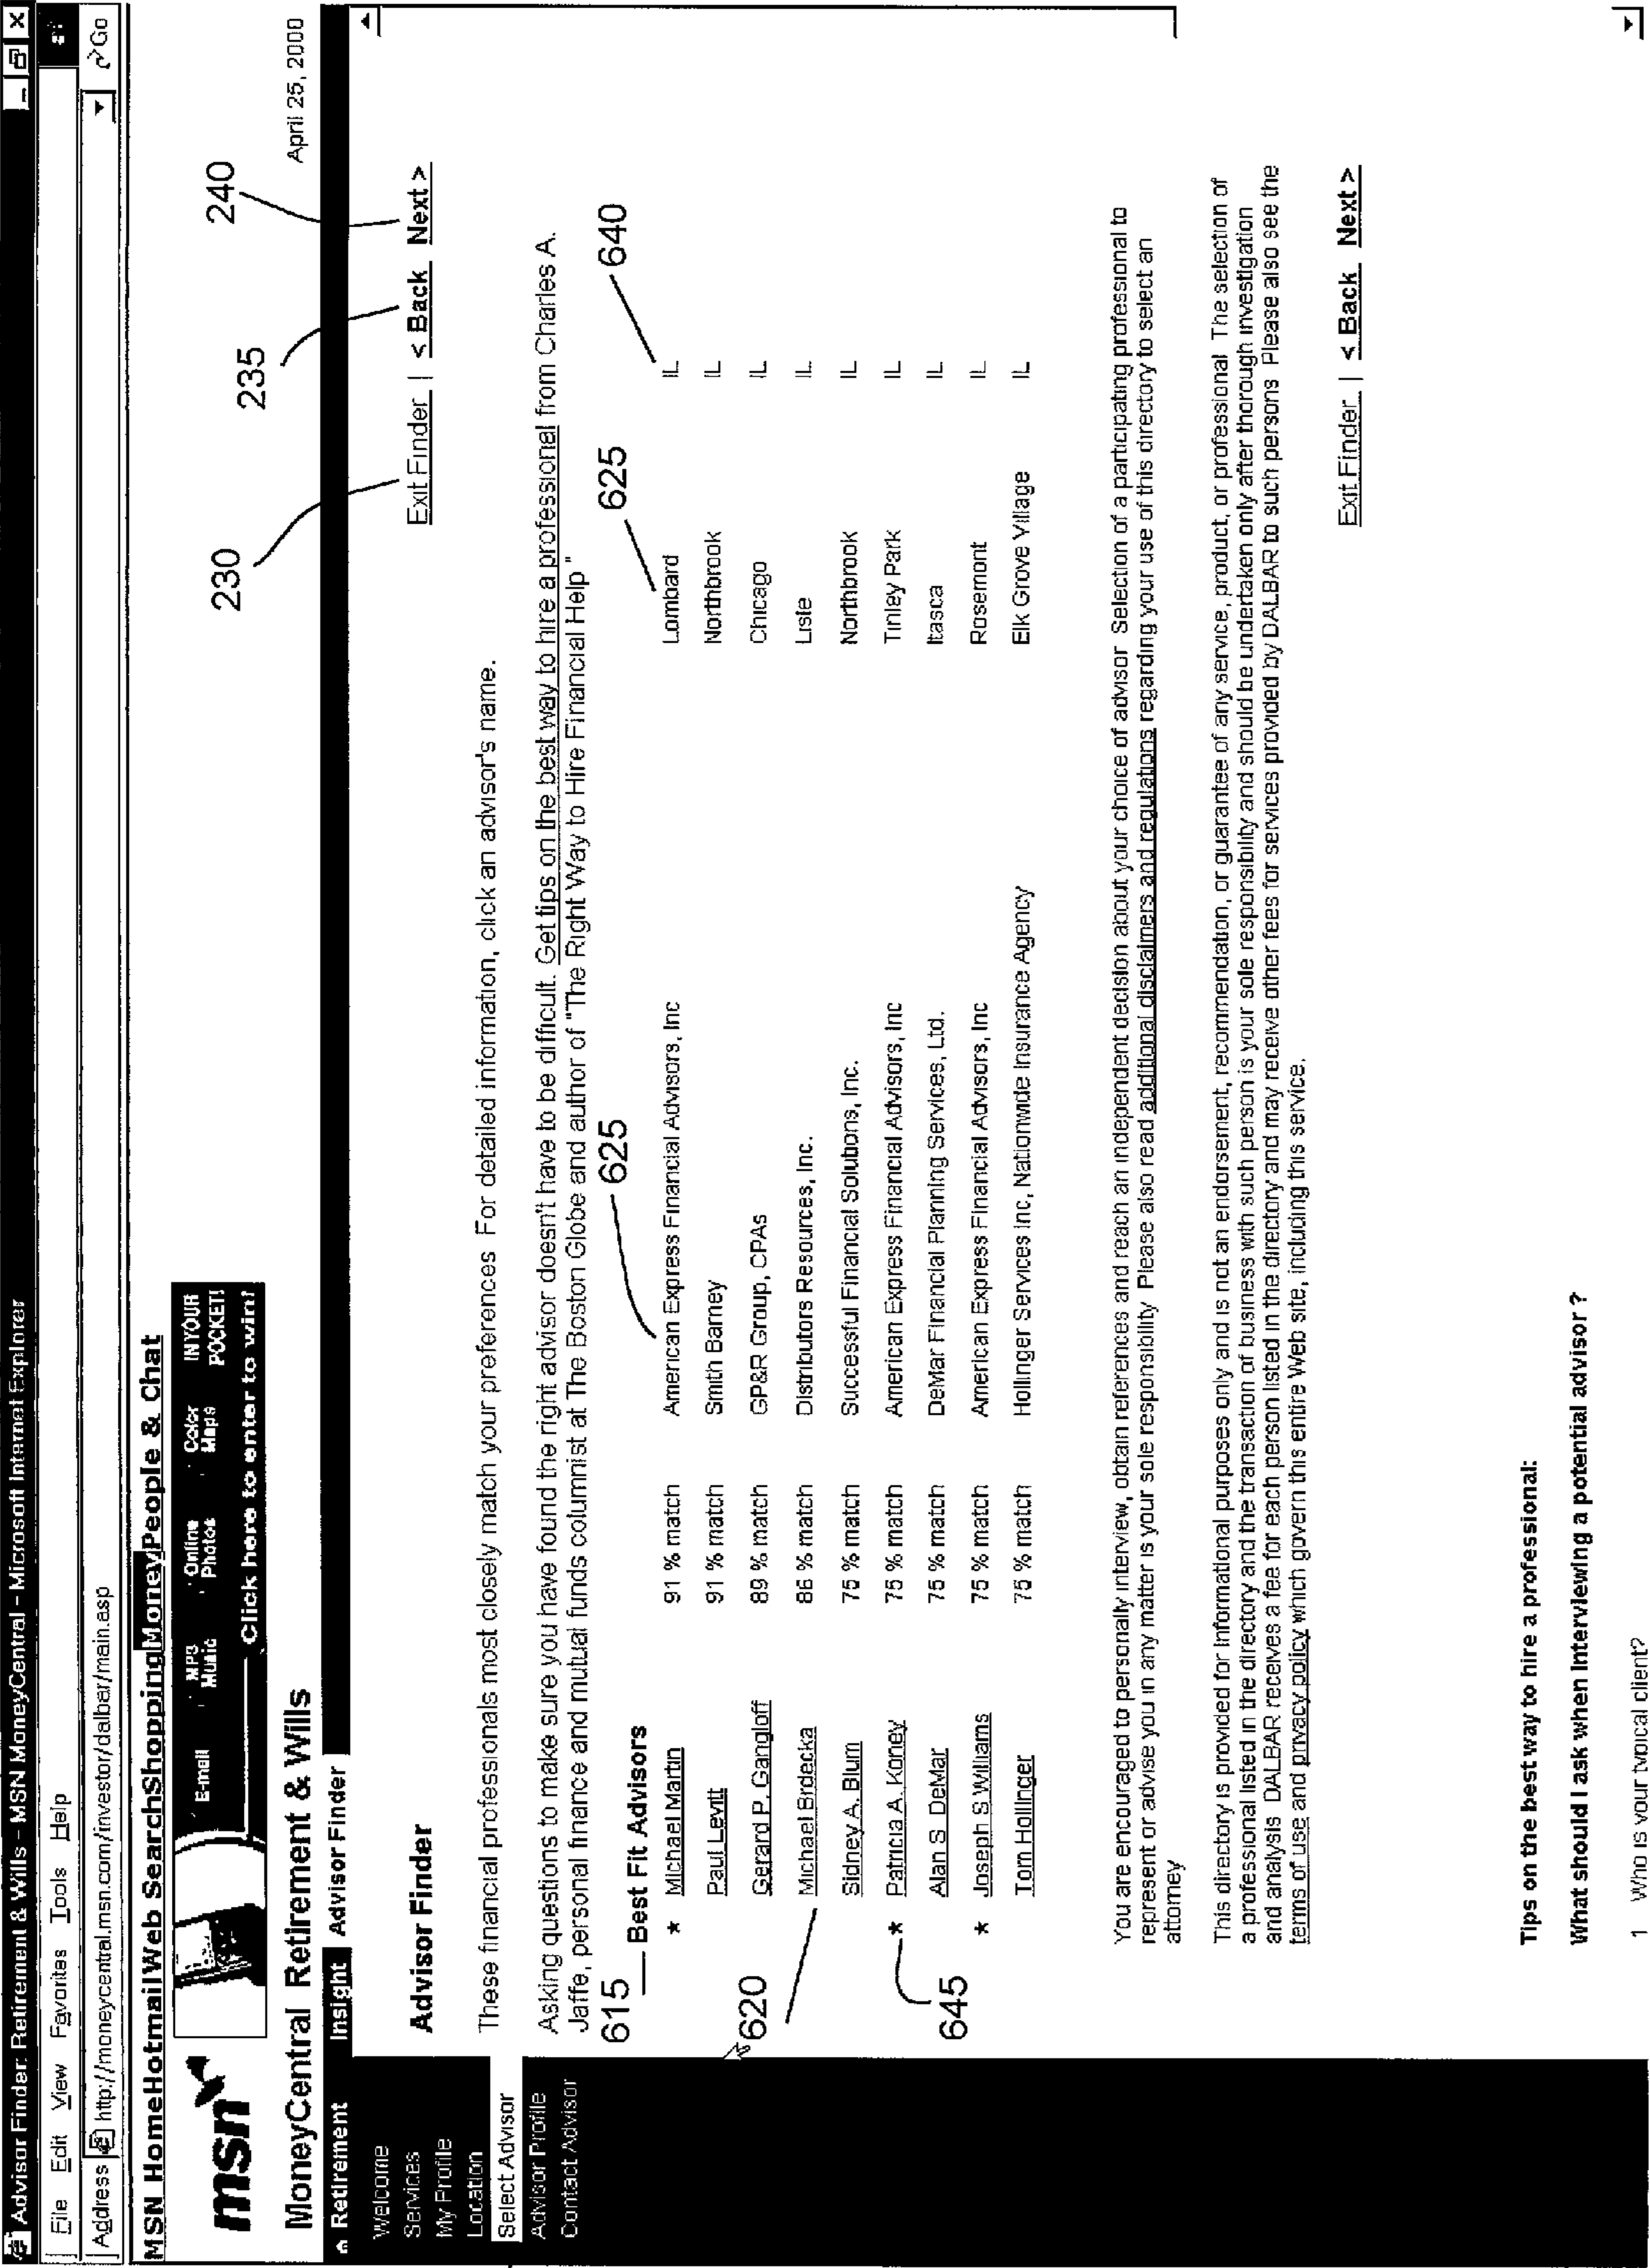 Advisor Finder: Retirement & Wills - MSN MoneyCentral - Microsoft Internet Explorer
File Edit View Favorites Tools Help
Address http://moneycentral.msn.com/investor/dalbar/main.asp Go
MSN HomeHotmailWeb SearchShoppingMoneyPeople & Chat
msn
E-mail MP3 Music Online Photos Color Maps IN YOUR POCKET!
Click here to enter to win!
MoneyCentral Retirement & Wills
April 25, 2000
Retirement Insight Advisor Finder
Welcome
Services
My Profile
Location
Select Advisor
Advisor Profile
Contact Advisor
230
235
240
Advisor Finder
Exit Finder | < Back Next >
These financial professionals most closely match your preferences For detailed information, click an advisor's name.
Asking questions to make sure you have found the right advisor doesn't have to be difficult. Get tips on the best way to hire a professional from Charles A.
Jaffe, personal finance and mutual funds columnist at The Boston Globe and author of "The Right Way to Hire Financial Help"
615 625 625 640
Best Fit Advisors
★ Michael Martin 91 % match American Express Financial Advisors, Inc Lombard IL
Paul Levitt 91 % match Smith Barney Northbrook IL
Gerard P. Gangloff 89 % match GP&R Group, CPAs Chicago IL
620
Michael Brdecka 86 % match Distributors Resources, Inc. Lisle IL
Sidney A. Blum 75 % match Successful Financial Solutions, Inc. Northbrook IL
★ Patricia A. Koney 75 % match American Express Financial Advisors, Inc Tinley Park IL
Alan S DeMar 75 % match DeMar Financial Planning Services, Ltd. Itasca IL
645
★ Joseph S Williams 75 % match American Express Financial Advisors, Inc Rosemont IL
Tom Hollinger 75 % match Hollinger Services Inc, Nationwide Insurance Agency Elk Grove Village IL
You are encouraged to personally interview, obtain references and reach an independent decision about your choice of advisor Selection of a participating professional to
represent or advise you in any matter is your sole responsibility Please also read additional disclaimers and regulations regarding your use of this directory to select an
attorney
This directory is provided for informational purposes only and is not an endorsement, recommendation, or guarantee of any service, product, or professional The selection of
a professional listed in the directory and the transaction of business with such person is your sole responsibility and should be undertaken only after thorough investigation
and analysis DALBAR receives a fee for each person listed in the directory and may receive other fees for services provided by DALBAR to such persons Please also see the
terms of use and privacy policy which govern this entire Web site, including this service.
Exit Finder | < Back Next >
Tips on the best way to hire a professional:
What should I ask when interviewing a potential advisor ?
1 Who is your typical client?